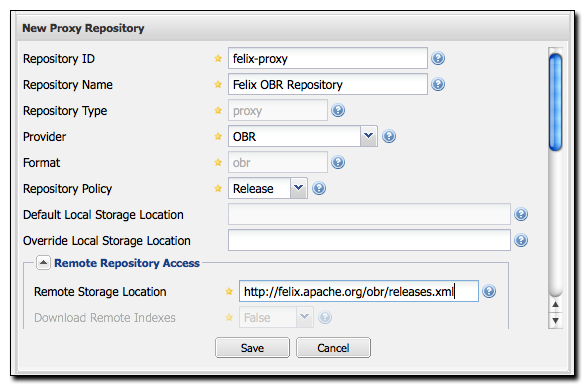 New Proxy Repository
Repository ID felix-proxy
Repository Name Felix OBR Repository
Repository Type proxy
Provider OBR
Format obr
Repository Policy Release
Default Local Storage Location
Override Local Storage Location
Remote Repository Access
Remote Storage Location http://felix.apache.org/obr/releases.xml
Download Remote Indexes False
Save Cancel